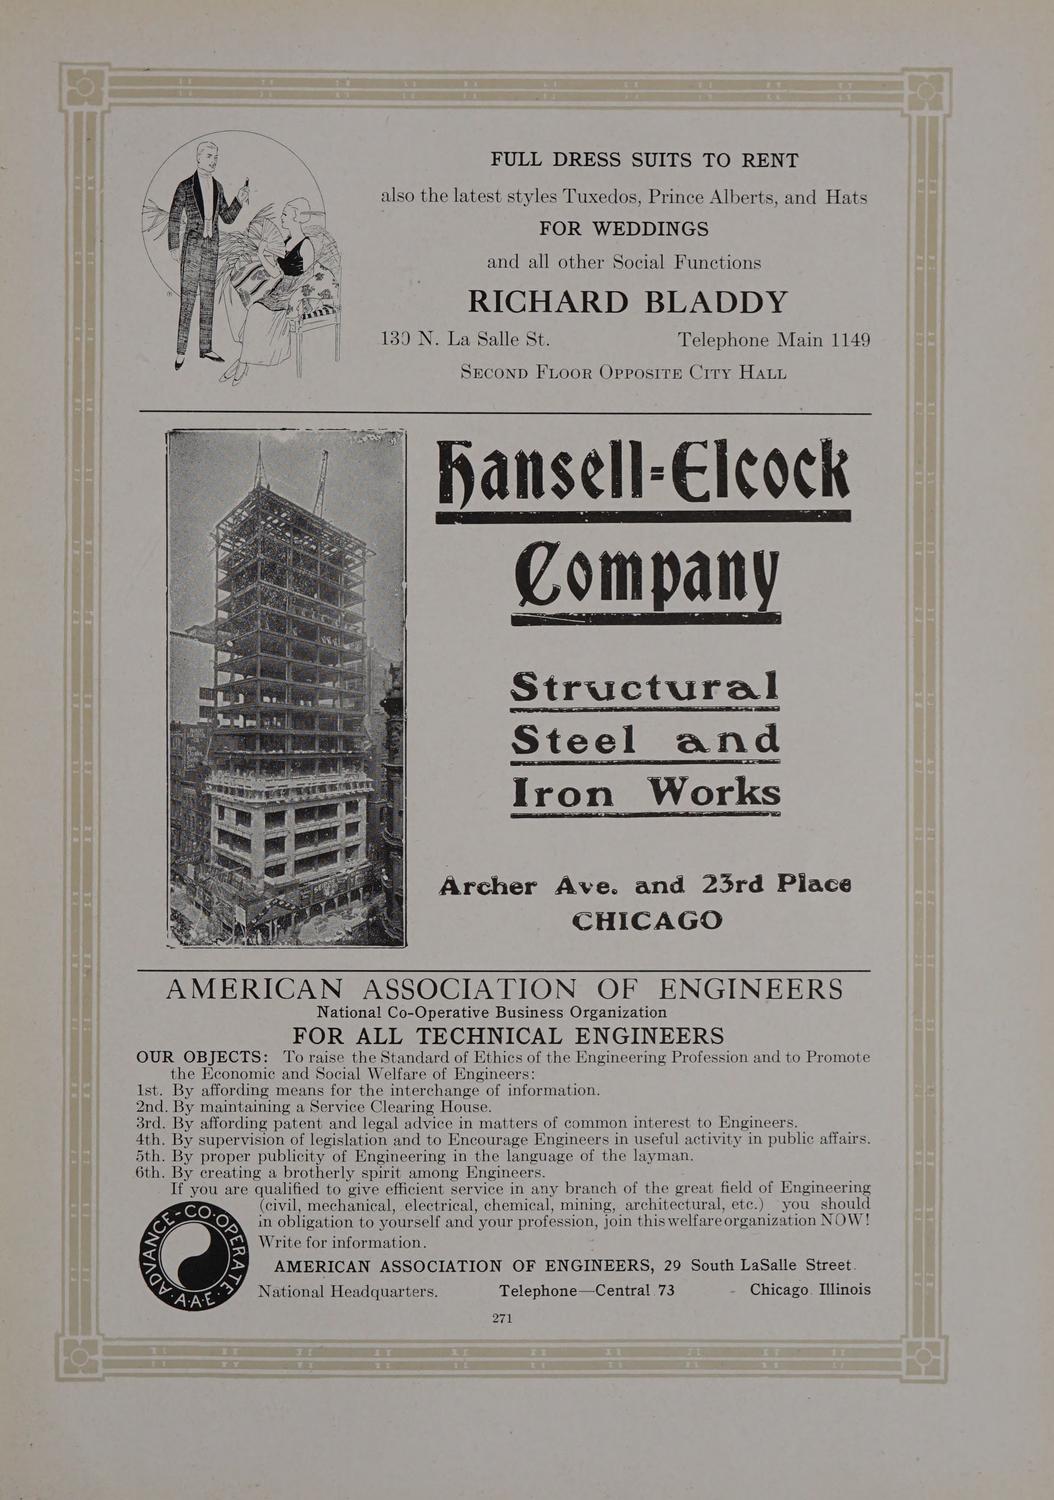 FULL DRESS SUITS TO RENT
also the latest styles Tuxedos, Prince Alberts, and Hats
FOR WEDDINGS
and all other Social Functions
RICHARD BLADDY
139 N. La Salle St. Telephone Main 1149
SECOND FLOOR OPPOSITE CITY HALL
Hansell-Elcock
Company
Structural
Steel and
Iron Works
Archer Ave. and 23rd Place
CHICAGO
AMERICAN ASSOCIATION OF ENGINEERS
National Co-Operative Business Organization
FOR ALL TECHNICAL ENGINEERS
OUR OBJECTS: To raise the Standard of Ethics of the Engineering Profession and to Promote
the Economic and Social Welfare of Engineers:
1st. By affording means for the interchange of information.
2nd. By maintaining a Service Clearing House.
3rd. By affording patent and legal advice in matters of common interest to Engineers.
4th. By supervision of legislation and to Encourage Engineers in useful activity in public affairs.
5th. By proper publicity of Engineering in the language of the layman.
6th. By creating a brotherly spirit among Engineers.
If you are qualified to give efficient service in any branch of the great field of Engineering
(civil, mechanical, electrical, chemical, mining, architectural, etc.) you should
in obligation to yourself and your profession, join this welfare organization NOW!
Write for information.
ADVANCE-CO-OPERATE
A.A.E.
AMERICAN ASSOCIATION OF ENGINEERS, 29 South LaSalle Street.
National Headquarters. Telephone—Central 73 - Chicago. Illinois
271